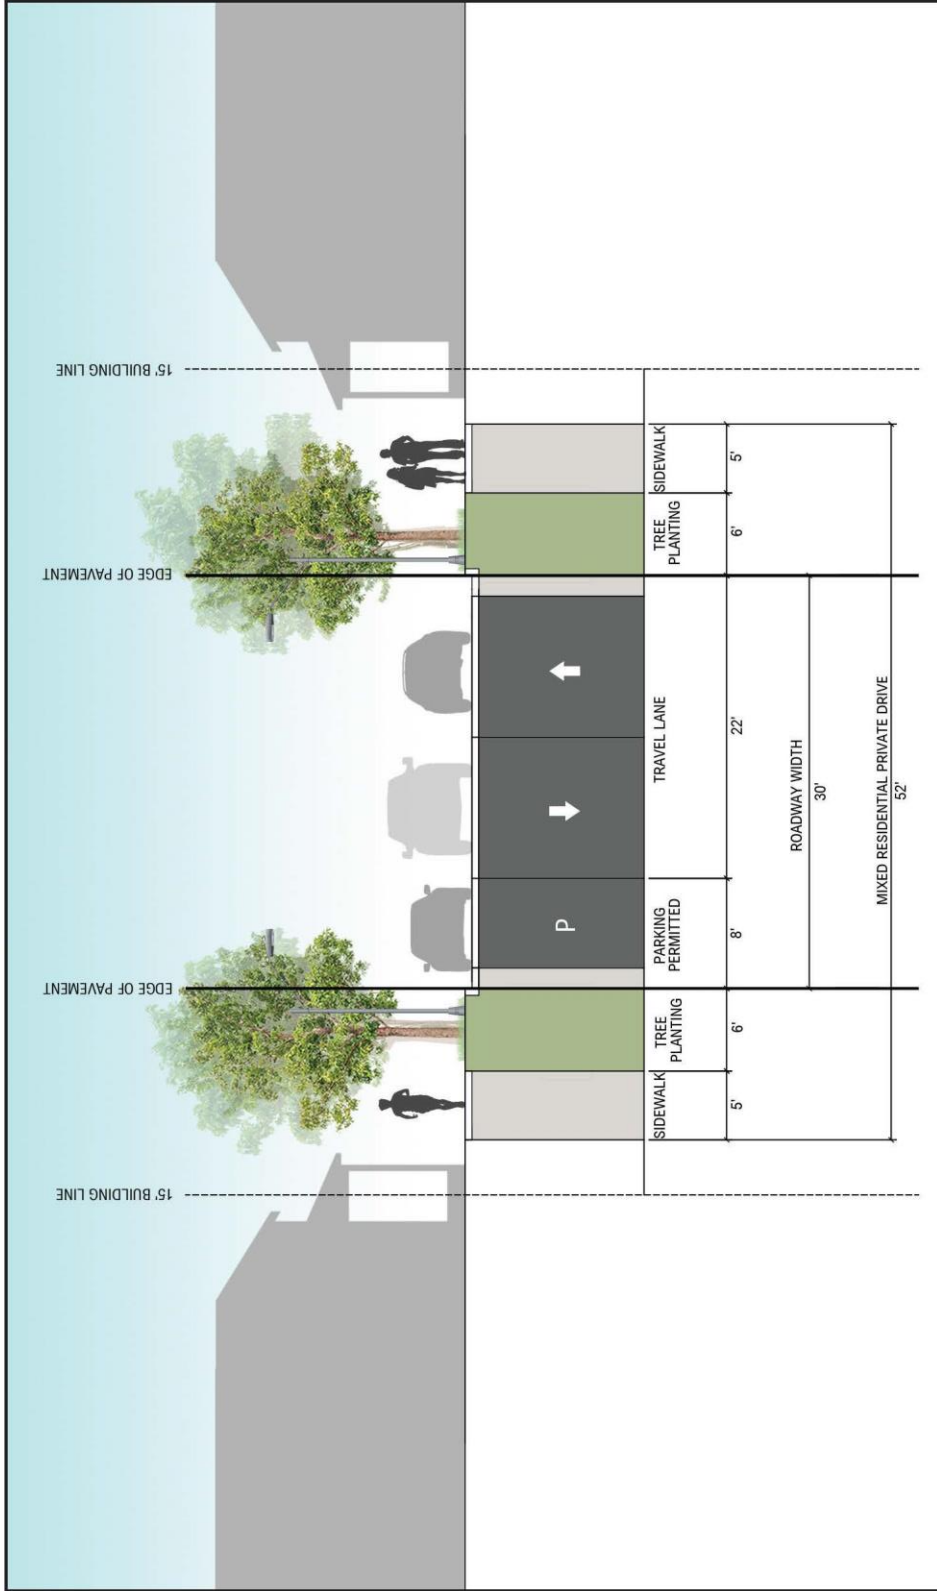 15' BUILDING LINE
EDGE OF PAVEMENT
EDGE OF PAVEMENT
15' BUILDING LINE
P
SIDEWALK
TREE
PLANTING
PARKING
PERMITTED
TRAVEL LANE
TREE
PLANTING
SIDEWALK
5'
6'
8'
22'
6'
5'
ROADWAY WIDTH
30'
MIXED RESIDENTIAL PRIVATE DRIVE
52'